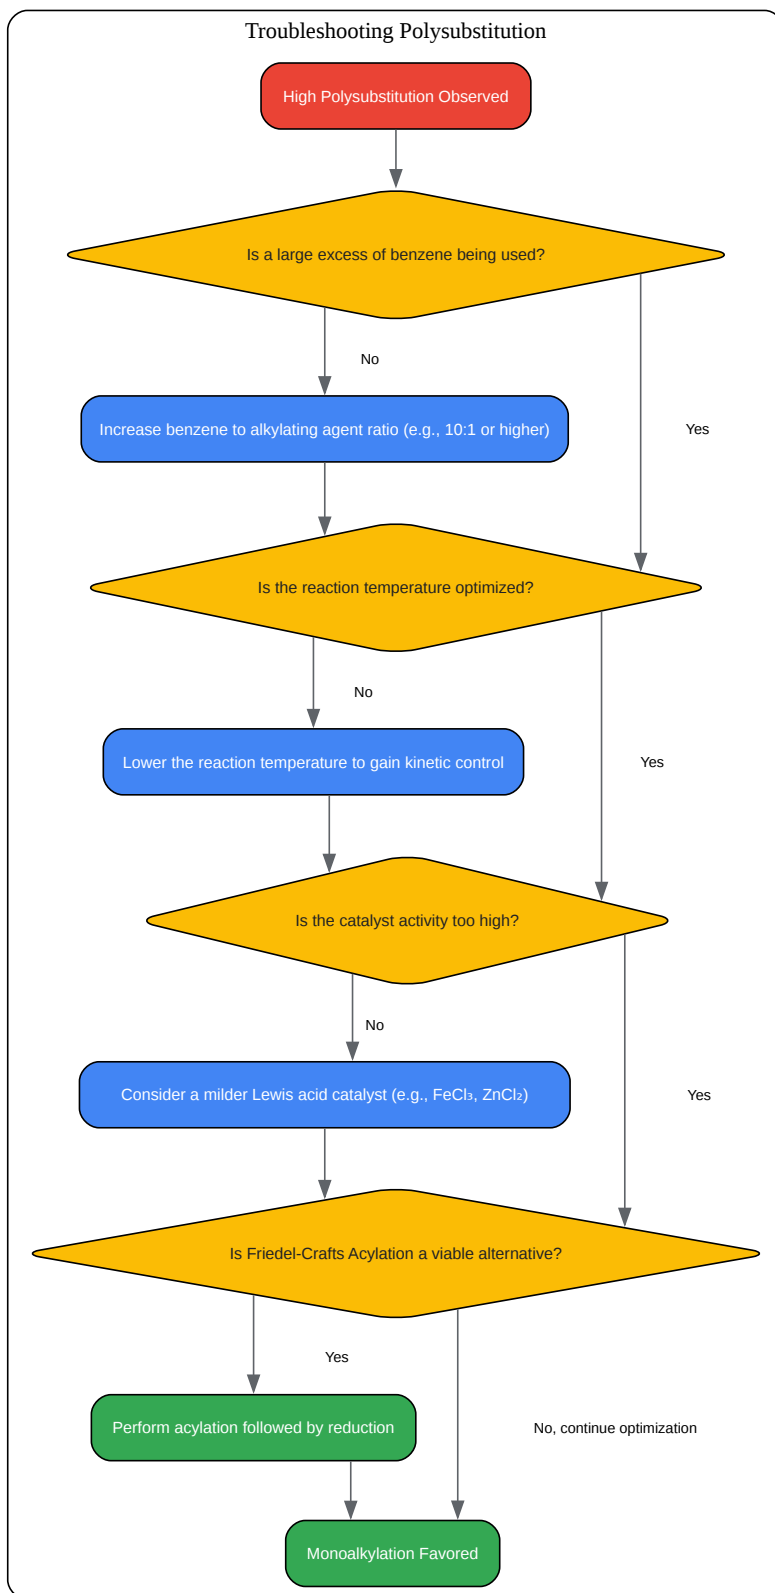 Troubleshooting Polysubstitution
High Polysubstitution Observed
Is a large excess of benzene being used?
No
Increase benzene to alkylating agent ratio (e.g., 10:1 or higher)
Yes
Is the reaction temperature optimized?
No
Lower the reaction temperature to gain kinetic control
Yes
Is the catalyst activity too high?
No
Consider a milder Lewis acid catalyst (e.g., FeCl₃, ZnCl₂)
Yes
Is Friedel-Crafts Acylation a viable alternative?
Yes
Perform acylation followed by reduction
No, continue optimization
Monoalkylation Favored